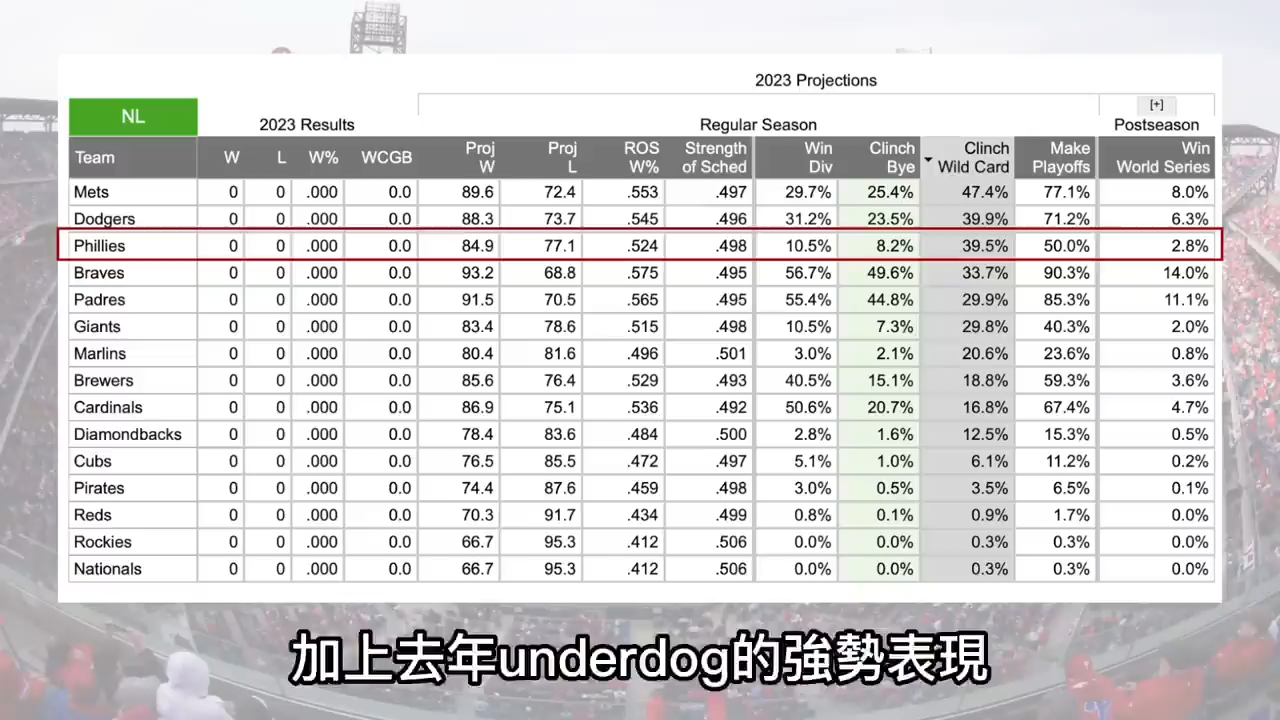 2023 Projections
[+]
NL
2023 Results Regular Season Postseason
Team W L W% WCGB Proj W Proj L ROS W% Strength of Sched Win Div Clinch Bye Clinch Wild Card Make Playoffs Win World Series
Mets 0 0 .000 0.0 89.6 72.4 .553 .497 29.7% 25.4% 47.4% 77.1% 8.0%
Dodgers 0 0 .000 0.0 88.3 73.7 .545 .496 31.2% 23.5% 39.9% 71.2% 6.3%
Phillies 0 0 .000 0.0 84.9 77.1 .524 .498 10.5% 8.2% 39.5% 50.0% 2.8%
Braves 0 0 .000 0.0 93.2 68.8 .575 .495 56.7% 49.6% 33.7% 90.3% 14.0%
Padres 0 0 .000 0.0 91.5 70.5 .565 .495 55.4% 44.8% 29.9% 85.3% 11.1%
Giants 0 0 .000 0.0 83.4 78.6 .515 .498 10.5% 7.3% 29.8% 40.3% 2.0%
Marlins 0 0 .000 0.0 80.4 81.6 .496 .501 3.0% 2.1% 20.6% 23.6% 0.8%
Brewers 0 0 .000 0.0 85.6 76.4 .529 .493 40.5% 15.1% 18.8% 59.3% 3.6%
Cardinals 0 0 .000 0.0 86.9 75.1 .536 .492 50.6% 20.7% 16.8% 67.4% 4.7%
Diamondbacks 0 0 .000 0.0 78.4 83.6 .484 .500 2.8% 1.6% 12.5% 15.3% 0.5%
Cubs 0 0 .000 0.0 76.5 85.5 .472 .497 5.1% 1.0% 6.1% 11.2% 0.2%
Pirates 0 0 .000 0.0 74.4 87.6 .459 .498 3.0% 0.5% 3.5% 6.5% 0.1%
Reds 0 0 .000 0.0 70.3 91.7 .434 .499 0.8% 0.1% 0.9% 1.7% 0.0%
Rockies 0 0 .000 0.0 66.7 95.3 .412 .506 0.0% 0.0% 0.3% 0.3% 0.0%
Nationals 0 0 .000 0.0 66.7 95.3 .412 .506 0.0% 0.0% 0.3% 0.3% 0.0%
加上去年underdog的強勢表現